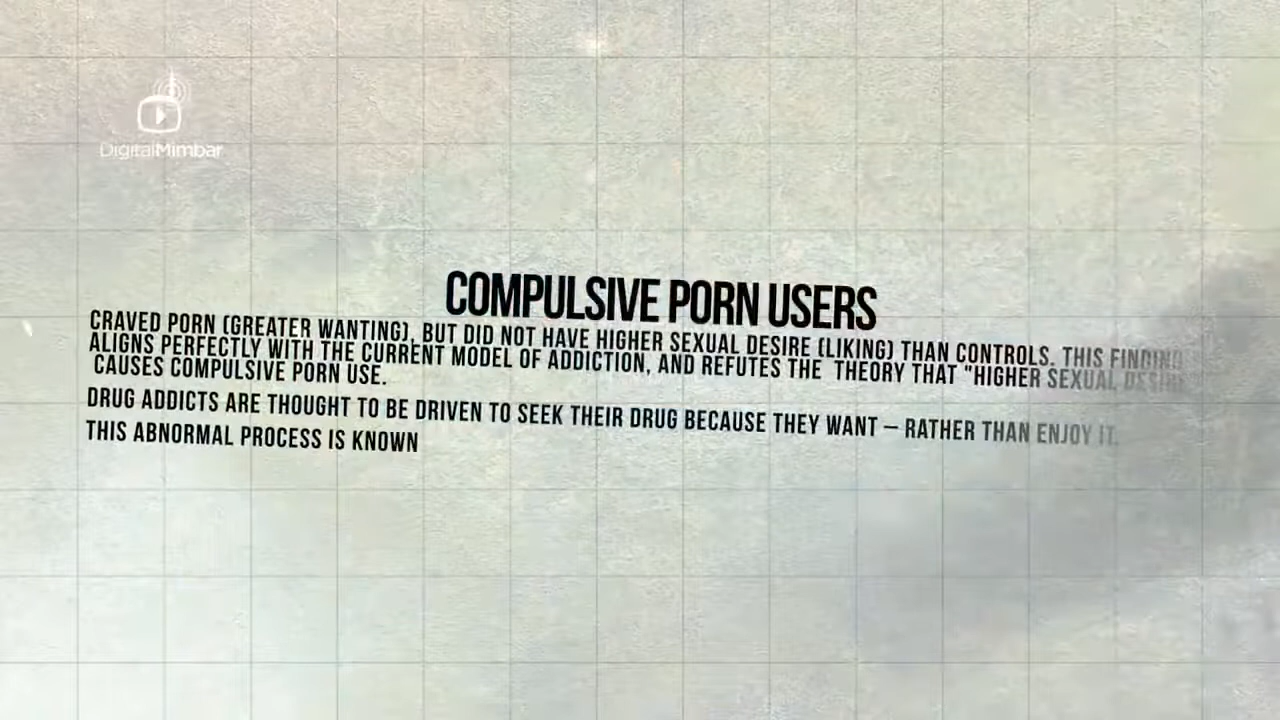 DigitalMimbar
COMPULSIVE PORN USERS
CRAVED PORN (GREATER WANTING), BUT DID NOT HAVE HIGHER SEXUAL DESIRE (LIKING) THAN CONTROLS. THIS FINDING
ALIGNS PERFECTLY WITH THE CURRENT MODEL OF ADDICTION, AND REFUTES THE THEORY THAT "HIGHER SEXUAL DESIRE
CAUSES COMPULSIVE PORN USE.
DRUG ADDICTS ARE THOUGHT TO BE DRIVEN TO SEEK THEIR DRUG BECAUSE THEY WANT – RATHER THAN ENJOY IT.
THIS ABNORMAL PROCESS IS KNOWN